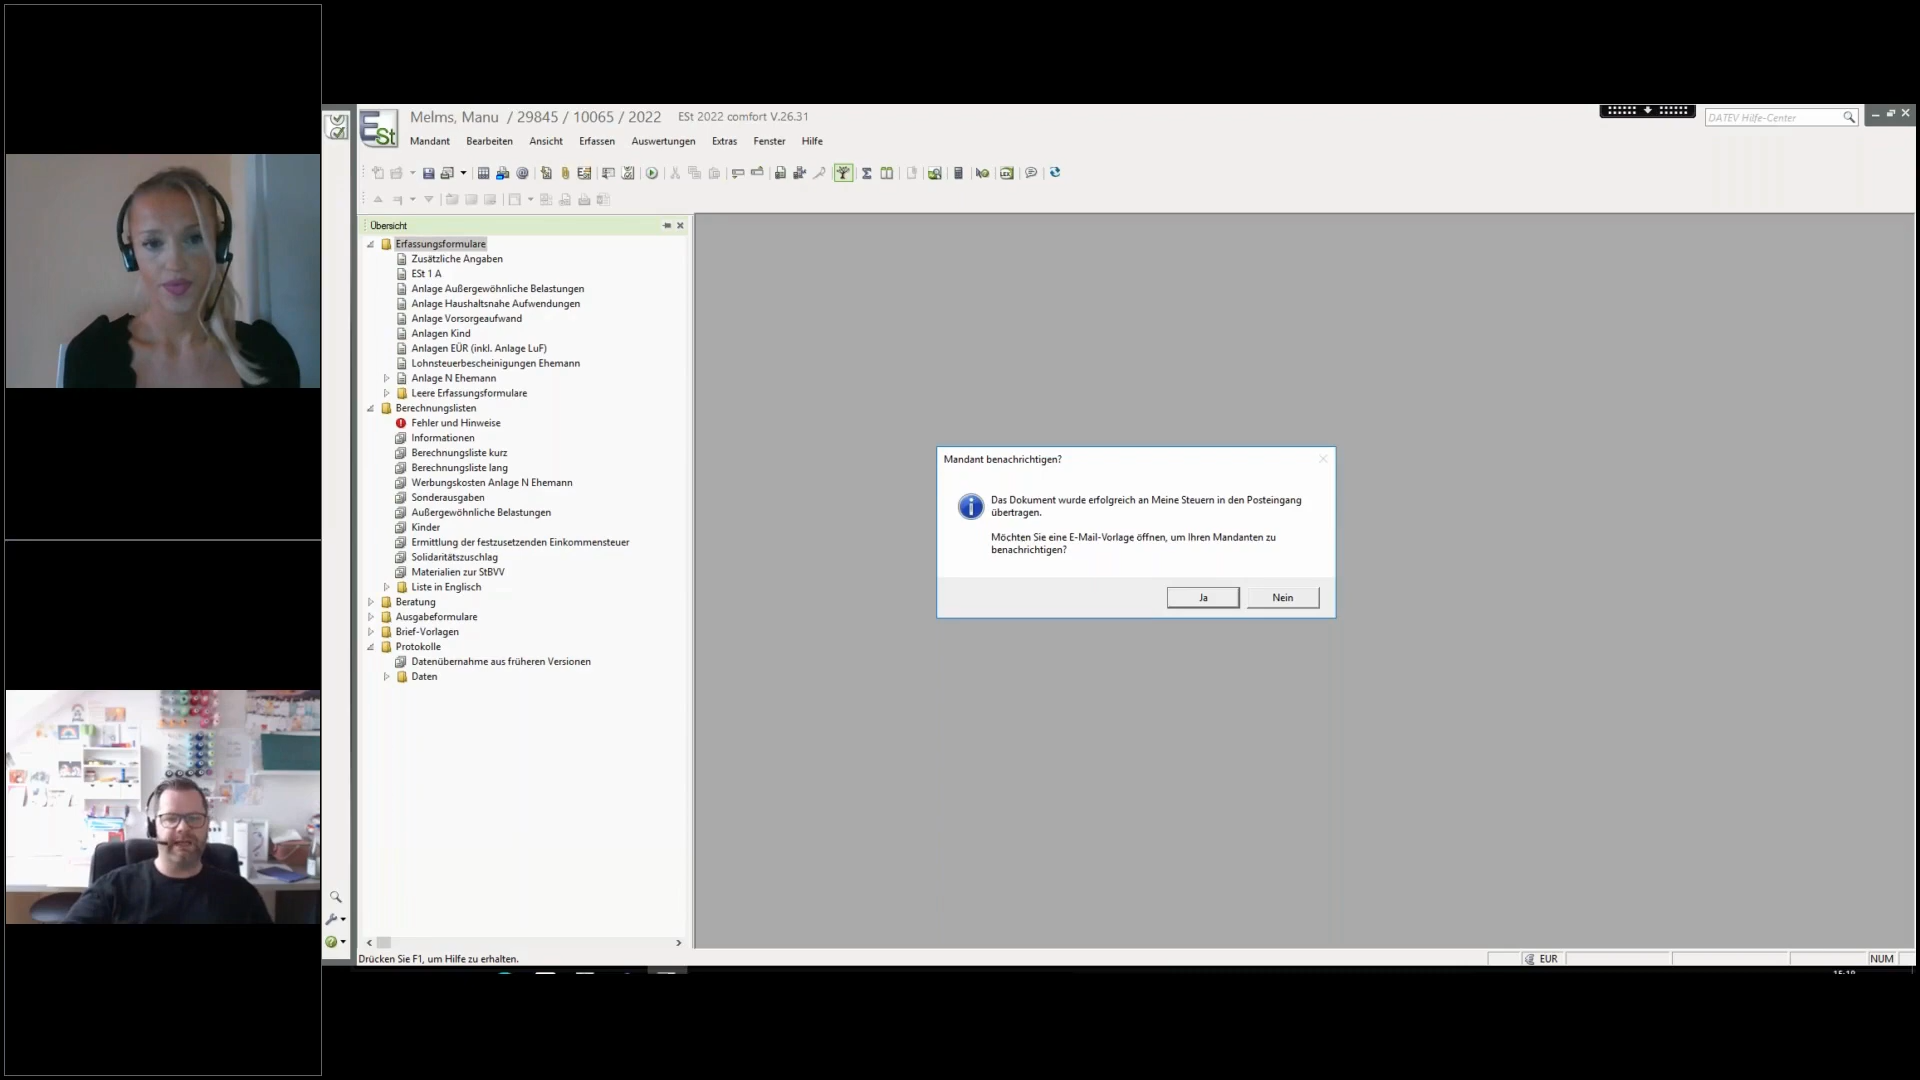 ESt
Melms, Manu / 29845 / 10065 / 2022 ESt 2022 comfort V.26.31
DATEV Hilfe-Center
Mandant Bearbeiten Ansicht Erfassen Auswertungen Extras Fenster Hilfe
Übersicht
Erfassungsformulare
Zusätzliche Angaben
ESt 1 A
Anlage Außergewöhnliche Belastungen
Anlage Haushaltsnahe Aufwendungen
Anlage Vorsorgeaufwand
Anlagen Kind
Anlagen EÜR (inkl. Anlage LuF)
Lohnsteuerbescheinigungen Ehemann
Anlage N Ehemann
Leere Erfassungsformulare
Berechnungslisten
Fehler und Hinweise
Informationen
Berechnungsliste kurz
Berechnungsliste lang
Werbungskosten Anlage N Ehemann
Sonderausgaben
Außergewöhnliche Belastungen
Kinder
Ermittlung der festzusetzenden Einkommensteuer
Solidaritätszuschlag
Materialien zur StBVV
Liste in Englisch
Beratung
Ausgabeformulare
Brief-Vorlagen
Protokolle
Datenübernahme aus früheren Versionen
Daten
Mandant benachrichtigen?
Das Dokument wurde erfolgreich an Meine Steuern in den Posteingang
übertragen.
Möchten Sie eine E-Mail-Vorlage öffnen, um Ihren Mandanten zu
benachrichtigen?
Ja Nein
Drücken Sie F1, um Hilfe zu erhalten.
EUR
NUM